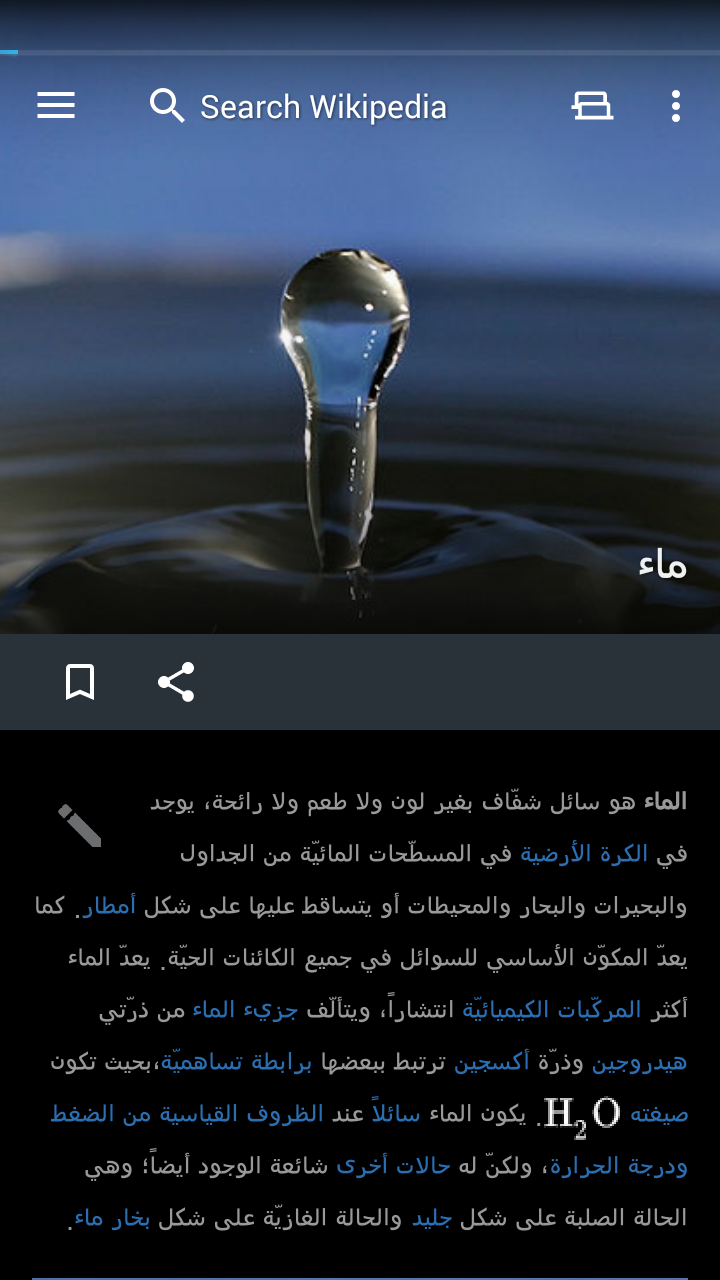 Search Wikipedia
ماء
الماء هو سائل شفّاف بغير لون ولا طعم ولا رائحة، يوجد
في الكرة الأرضية في المسطّحات المائيّة من الجداول
والبحيرات والبحار والمحيطات أو يتساقط عليها على شكل أمطار. كما
يعدّ المكوّن الأساسي للسوائل في جميع الكائنات الحيّة. يعدّ الماء
أكثر المركّبات الكيميائيّة انتشاراً، ويتألّف جزيء الماء من ذرّتي
هيدروجين وذرّة أكسجين ترتبط ببعضها برابطة تساهميّة،بحيث تكون
صيغته H₂O. يكون الماء سائلاً عند الظروف القياسية من الضغط
ودرجة الحرارة، ولكنّ له حالات أخرى شائعة الوجود أيضاً؛ وهي
الحالة الصلبة على شكل جليد والحالة الغازيّة على شكل بخار ماء.